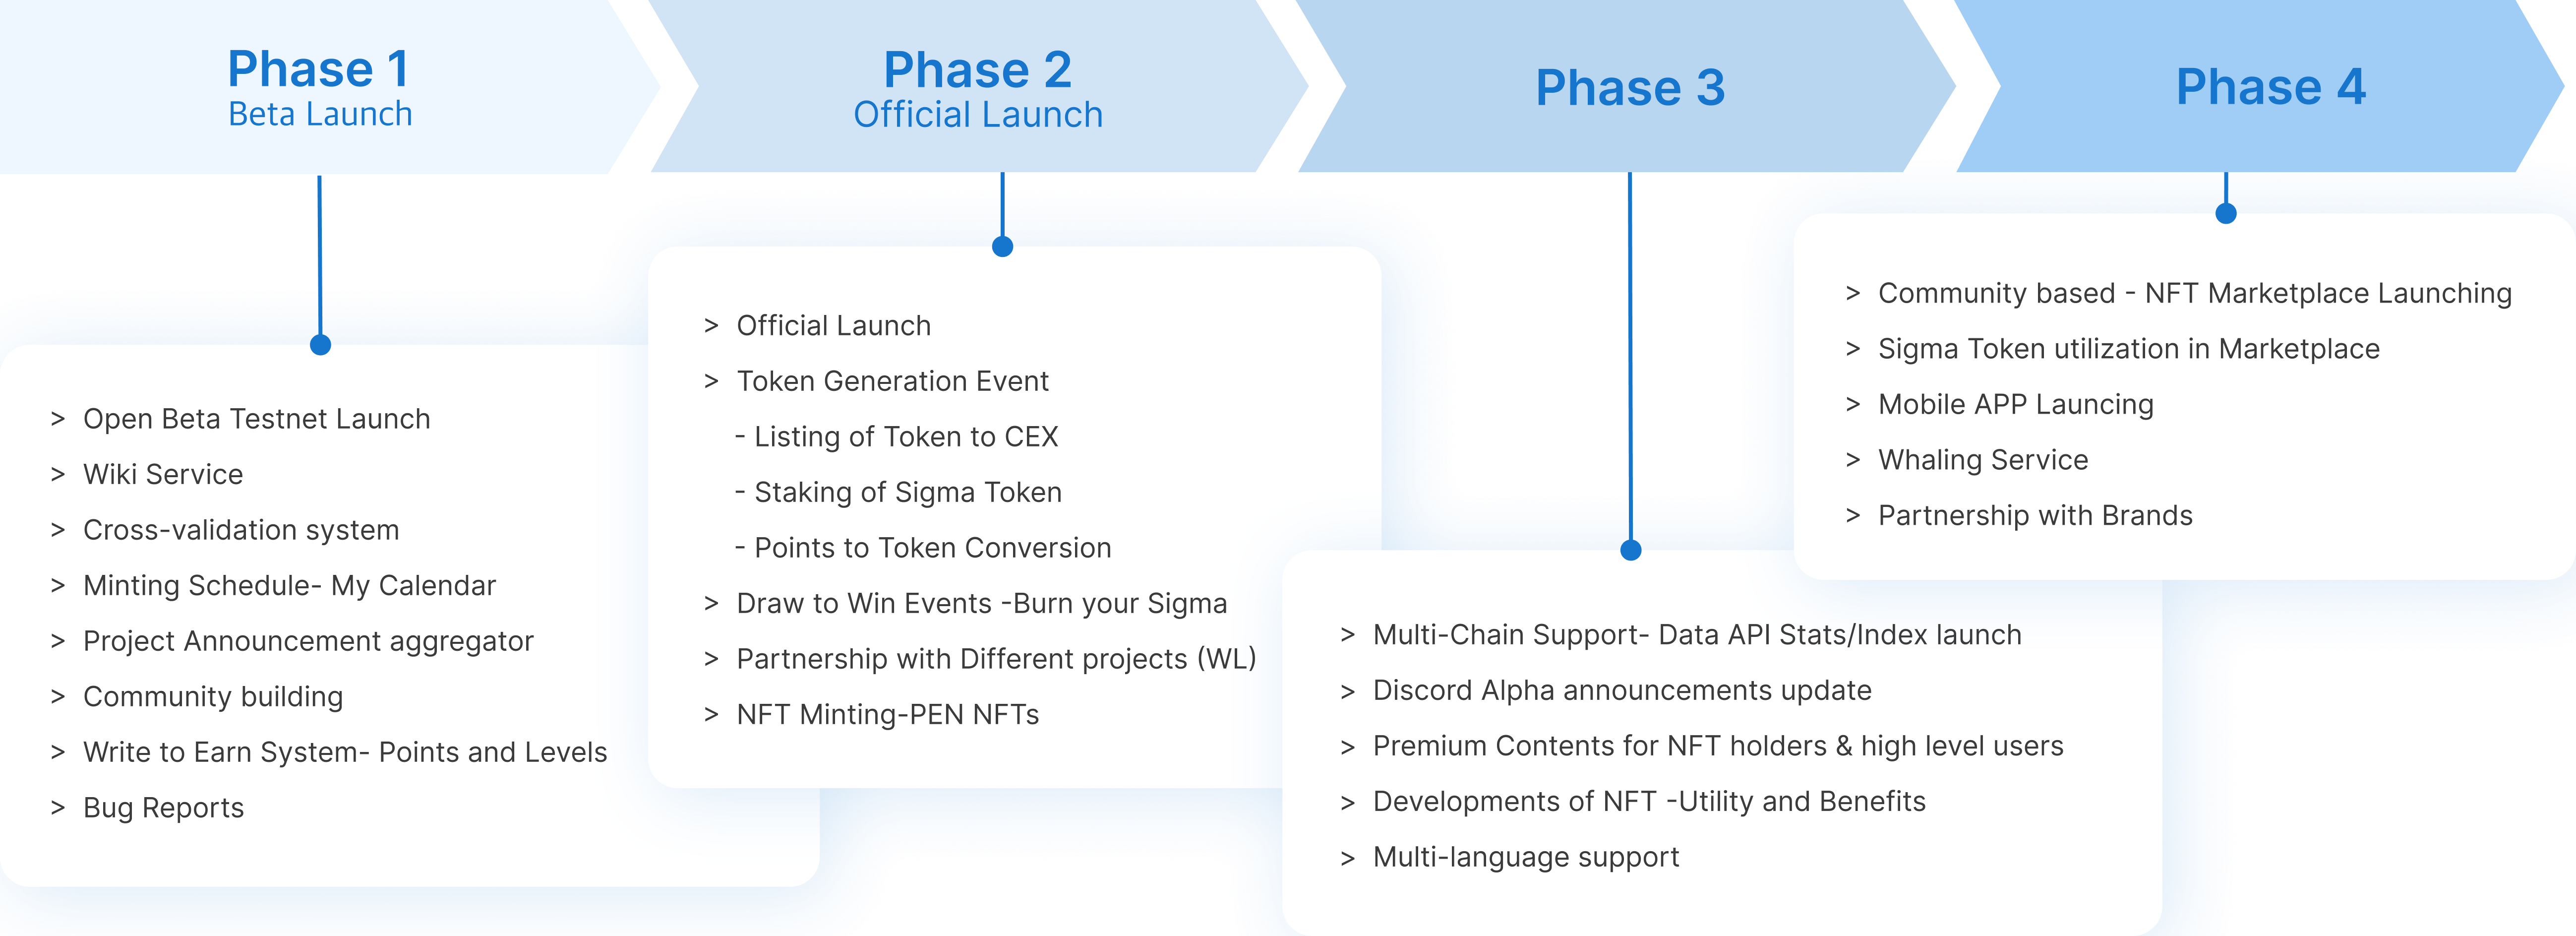 Phase 1
Beta Launch
> Open Beta Testnet Launch
> Wiki Service
> Cross-validation system
> Minting Schedule- My Calendar
> Project Announcement aggregator
> Community building
> Write to Earn System- Points and Levels
> Bug Reports
Phase 2
Official Launch
> Official Launch
> Token Generation Event
- Listing of Token to CEX
- Staking of Sigma Token
- Points to Token Conversion
> Draw to Win Events -Burn your Sigma
> Partnership with Different projects (WL)
> NFT Minting-PEN NFTs
Phase 3
> Multi-Chain Support- Data API Stats/Index launch
> Discord Alpha announcements update
> Premium Contents for NFT holders & high level users
> Developments of NFT -Utility and Benefits
> Multi-language support
Phase 4
> Community based - NFT Marketplace Launching
> Sigma Token utilization in Marketplace
> Mobile APP Launcing
> Whaling Service
> Partnership with Brands